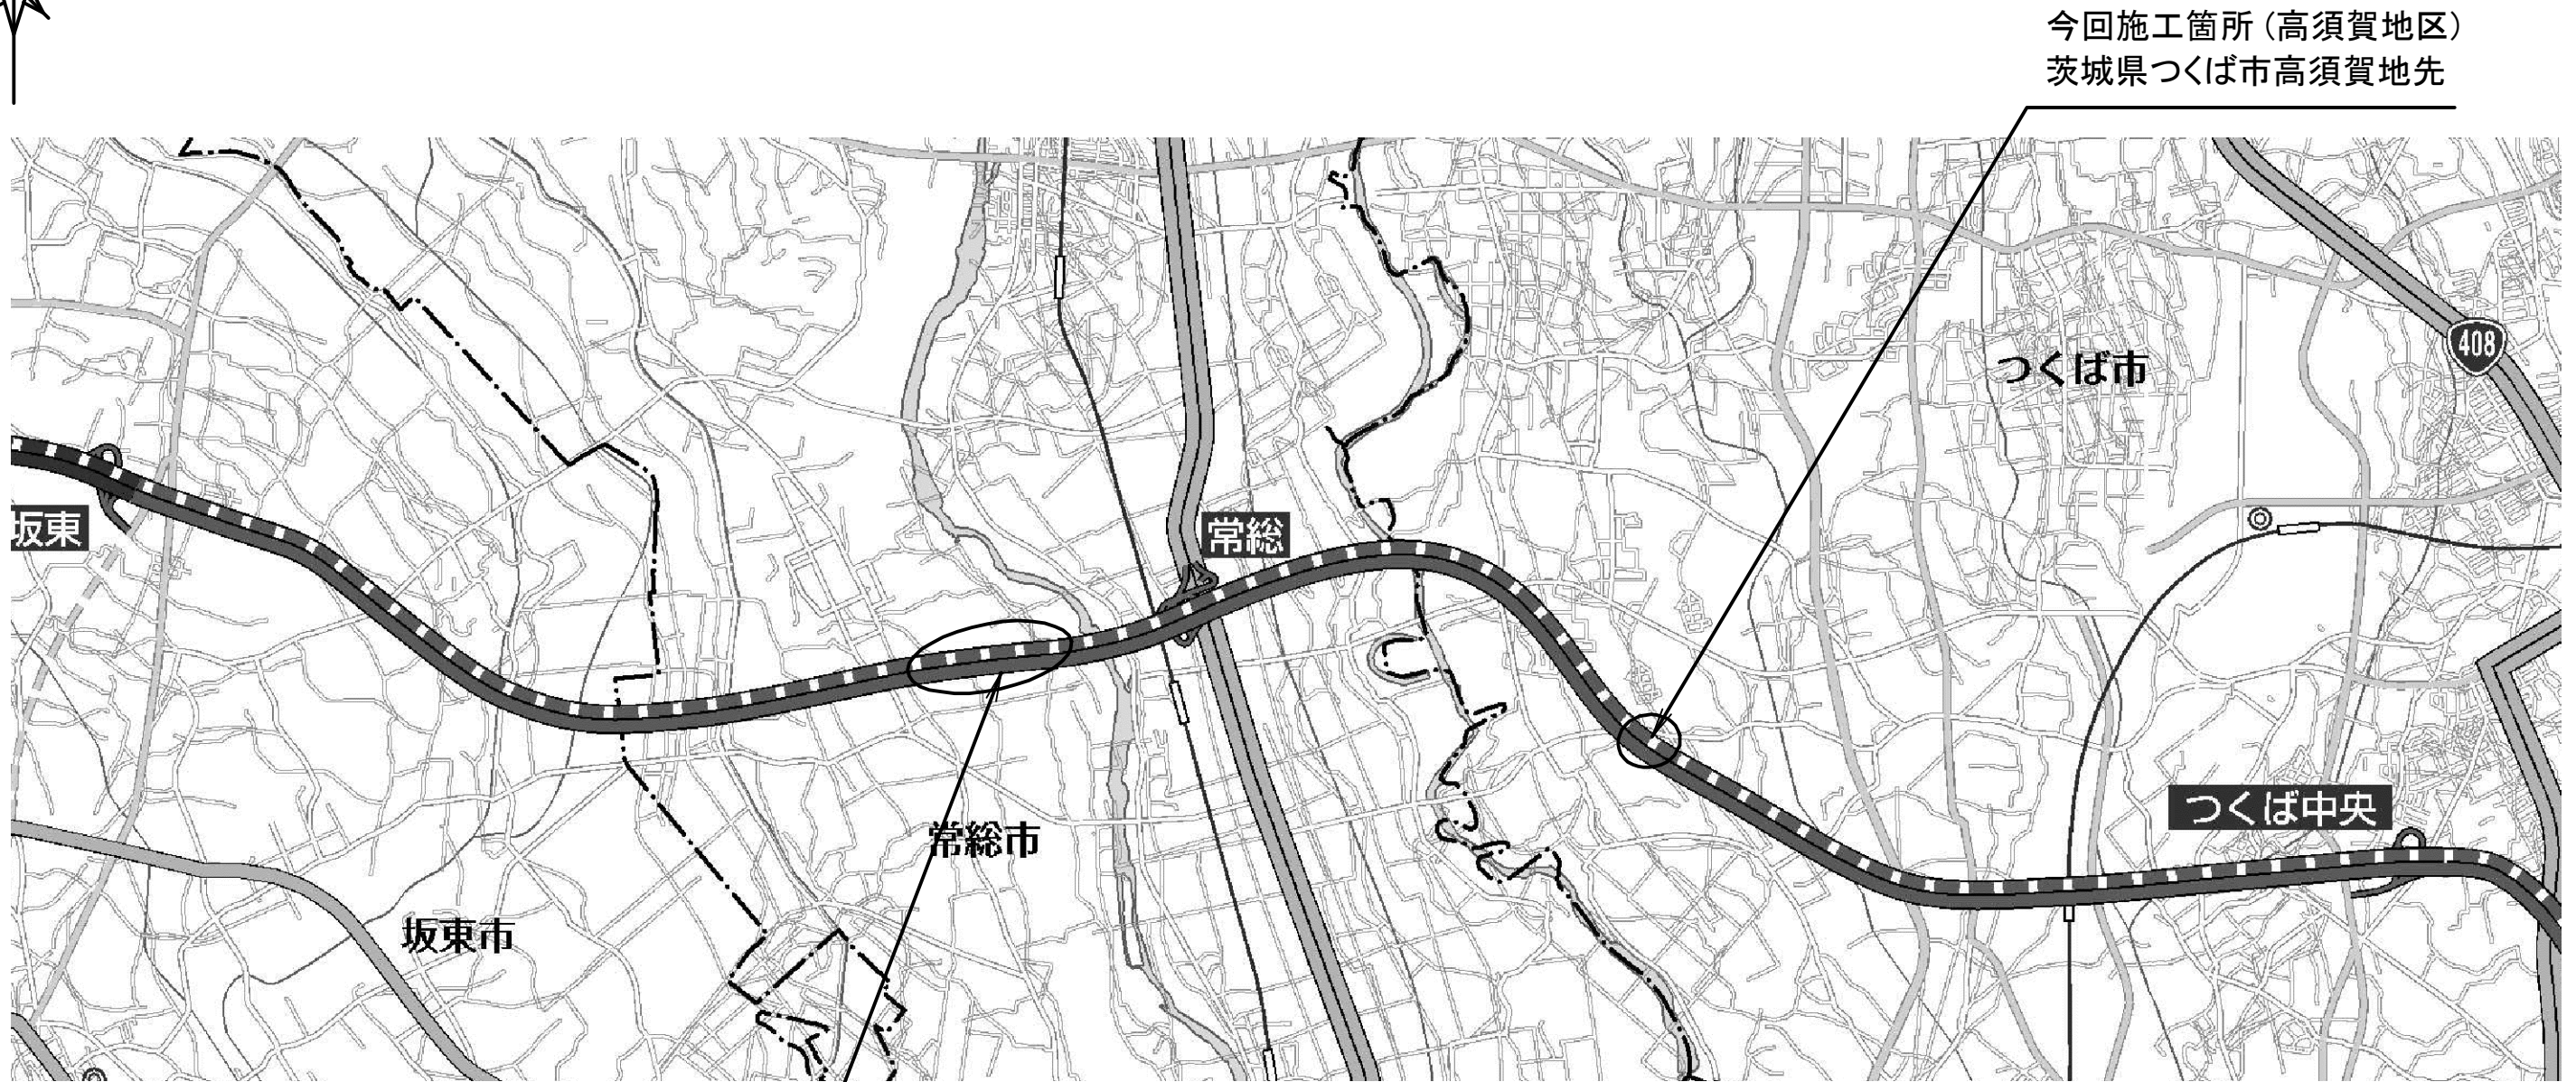 今回施工箇所(高須賀地区)
茨城県つくば市高須賀地先
408
つくば市
坂東
常総
つくば中央
常総市
坂東市